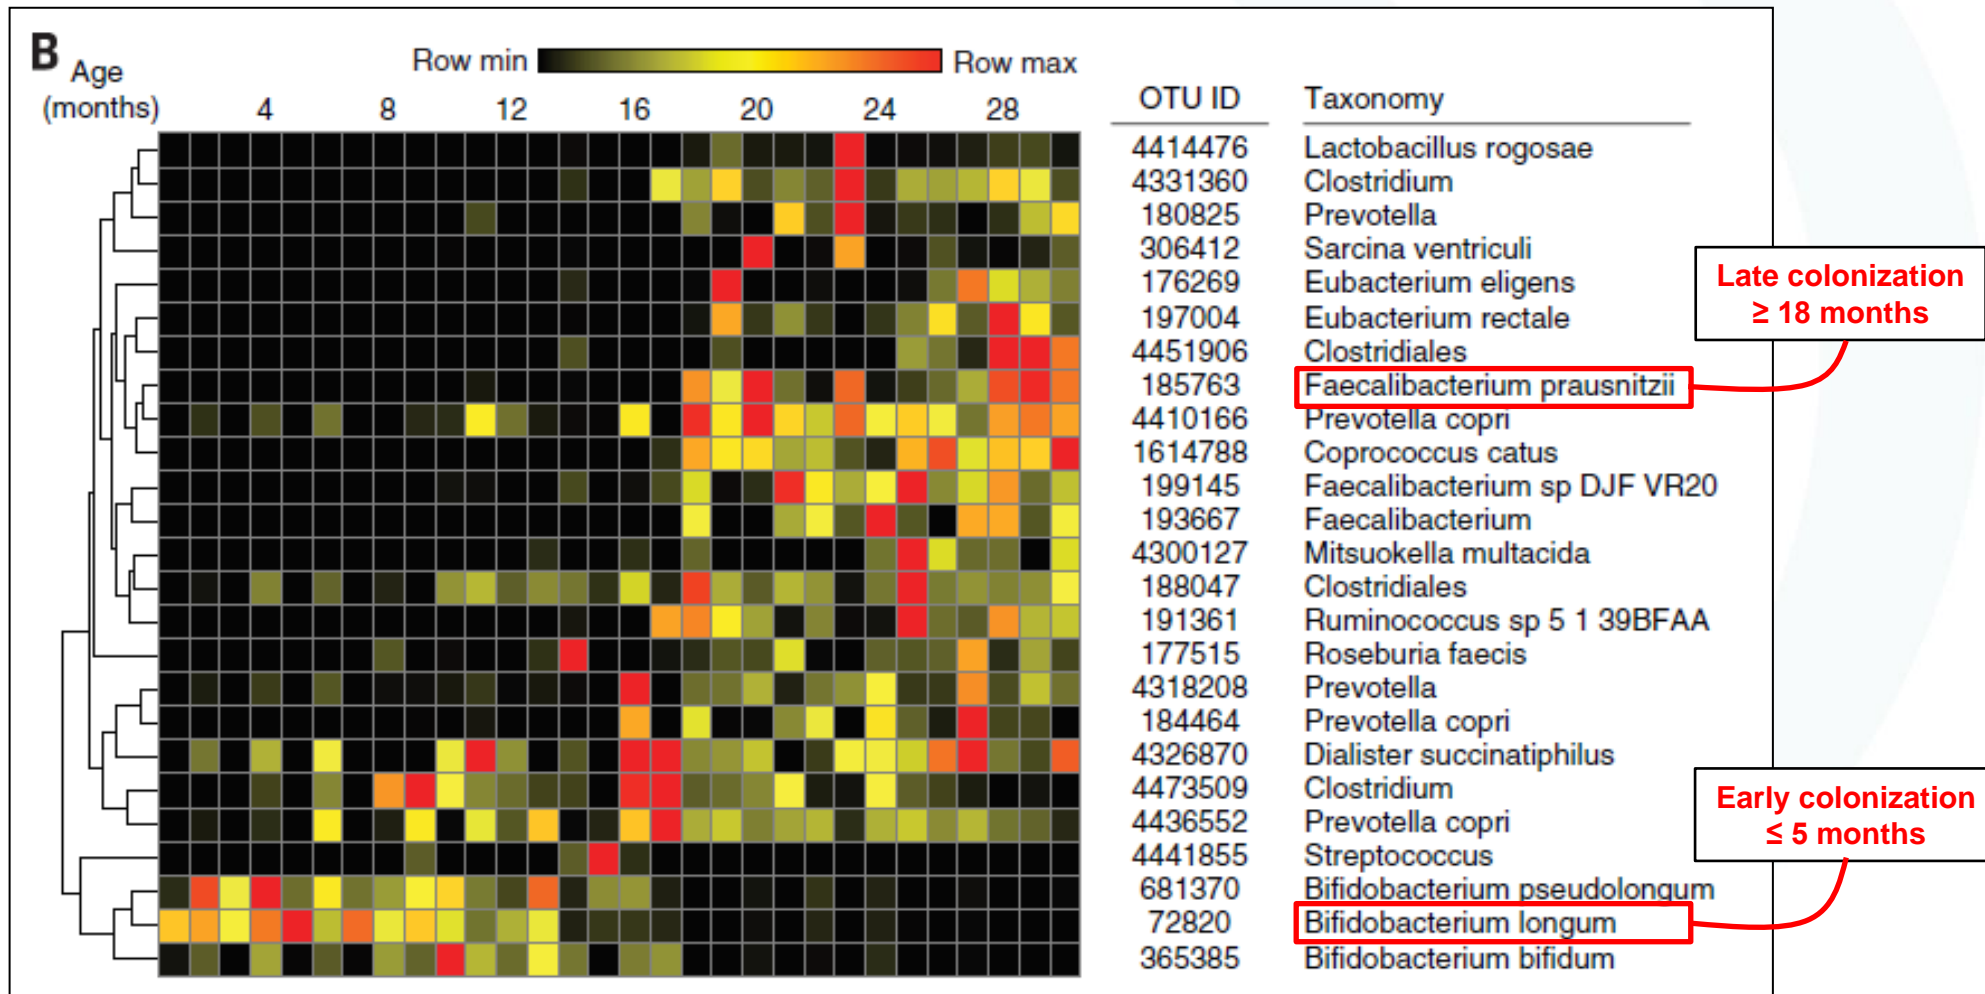 B
Age
(months)
Row min
Row max
4 8 12 16 20 24 28
OTU ID Taxonomy
4414476 Lactobacillus rogosae
4331360 Clostridium
180825 Prevotella
306412 Sarcina ventriculi
176269 Eubacterium eligens
197004 Eubacterium rectale
4451906 Clostridiales
185763 Faecalibacterium prausnitzii
4410166 Prevotella copri
1614788 Coprococcus catus
199145 Faecalibacterium sp DJF VR20
193667 Faecalibacterium
4300127 Mitsuokella multacida
188047 Clostridiales
191361 Ruminococcus sp 5 1 39BFAA
177515 Roseburia faecis
4318208 Prevotella
184464 Prevotella copri
4326870 Dialister succinatiphilus
4473509 Clostridium
4436552 Prevotella copri
4441855 Streptococcus
681370 Bifidobacterium pseudolongum
72820 Bifidobacterium longum
365385 Bifidobacterium bifidum
Late colonization
≥ 18 months
Early colonization
≤ 5 months